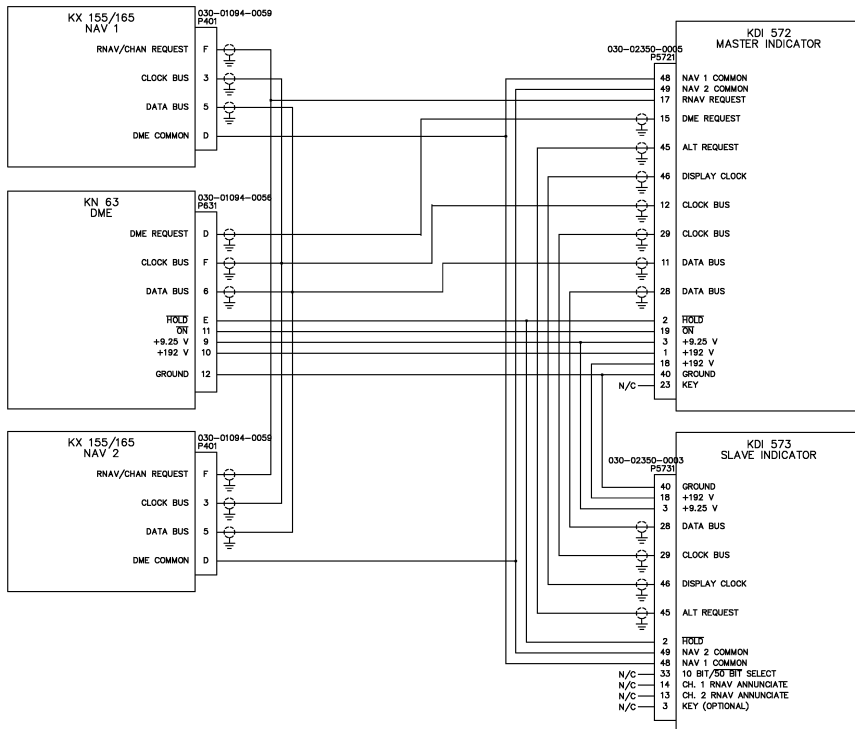 KX 155/165
NAV 1
030-01094-0059
P401
RNAV/CHAN REQUEST F
CLOCK BUS 3
DATA BUS 5
DME COMMON D
KN 63
DME
030-01094-0056
P631
DME REQUEST D
CLOCK BUS F
DATA BUS 6
HOLD E
ON 11
+9.25 V 9
+192 V 10
GROUND 12
KX 155/165
NAV 2
030-01094-0059
P401
RNAV/CHAN REQUEST F
CLOCK BUS 3
DATA BUS 5
DME COMMON D
KDI 572
MASTER INDICATOR
030-02350-0005
P5721
48 NAV 1 COMMON
49 NAV 2 COMMON
17 RNAV REQUEST
15 DME REQUEST
45 ALT REQUEST
46 DISPLAY CLOCK
12 CLOCK BUS
29 CLOCK BUS
11 DATA BUS
28 DATA BUS
2 HOLD
19 ON
3 +9.25 V
1 +192 V
18 +192 V
40 GROUND
N/C 23 KEY
KDI 573
SLAVE INDICATOR
030-02350-0003
P5731
40 GROUND
18 +192 V
3 +9.25 V
28 DATA BUS
29 CLOCK BUS
46 DISPLAY CLOCK
45 ALT REQUEST
2 HOLD
49 NAV 2 COMMON
48 NAV 1 COMMON
N/C 33 10 BIT/50 BIT SELECT
N/C 14 CH. 1 RNAV ANNUNCIATE
N/C 13 CH. 2 RNAV ANNUNCIATE
N/C 3 KEY (OPTIONAL)